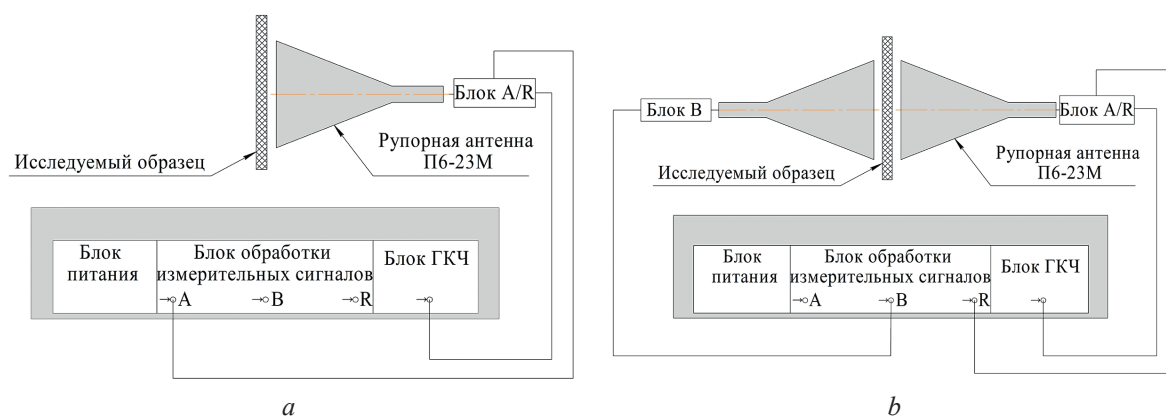 Блок A/R
Рупорная антенна
П6-23М
Исследуемый образец
Блок
питания
Блок обработки
измерительных сигналов
Блок ГКЧ
A
B
R
a
Блок B
Блок A/R
Рупорная антенна
П6-23М
Исследуемый образец
Блок
питания
Блок обработки
измерительных сигналов
Блок ГКЧ
A
B
R
b